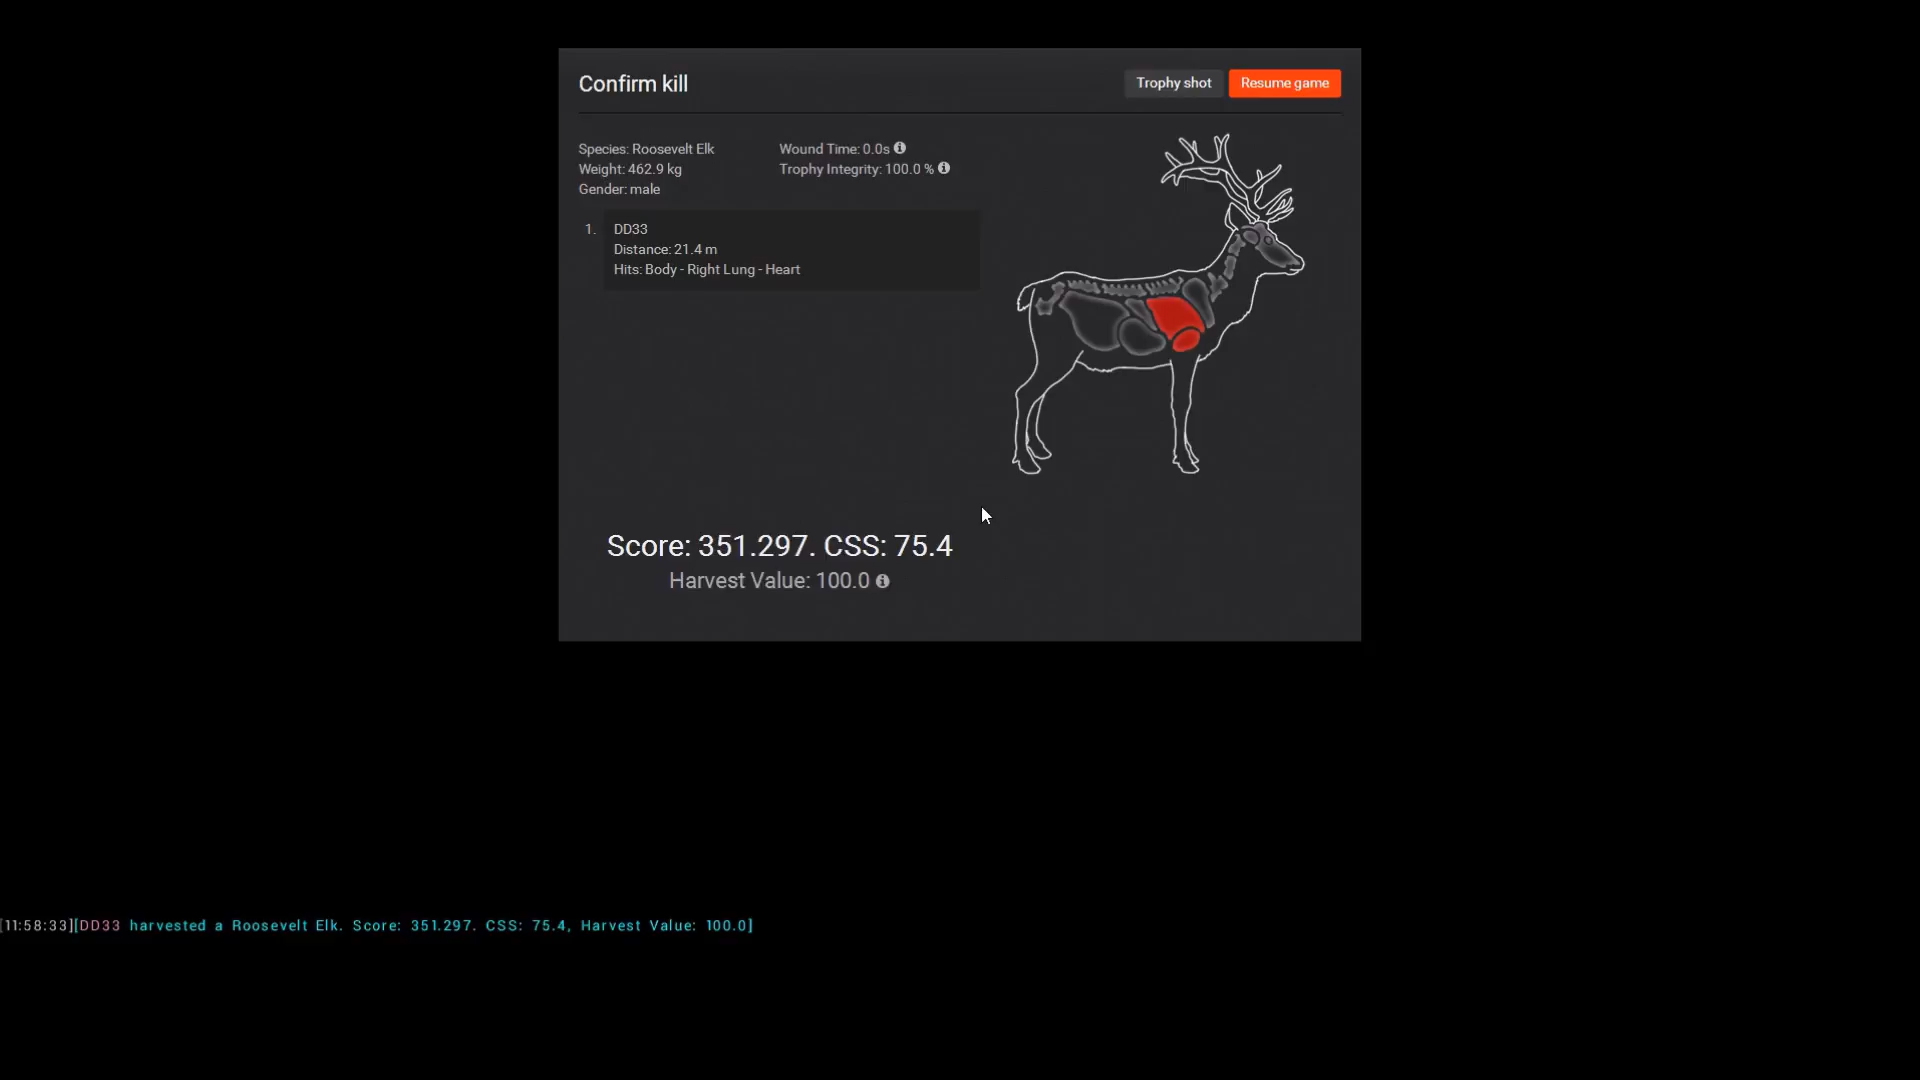 Confirm kill
Trophy shot
Resume game
Species: Roosevelt Elk
Weight: 462.9 kg
Gender: male
Wound Time: 0.0s
Trophy Integrity: 100.0 %
1.
DD33
Distance: 21.4 m
Hits: Body - Right Lung - Heart
Score: 351.297. CSS: 75.4
Harvest Value: 100.0
[11:58:33][DD33 harvested a Roosevelt Elk. Score: 351.297. CSS: 75.4, Harvest Value: 100.0]